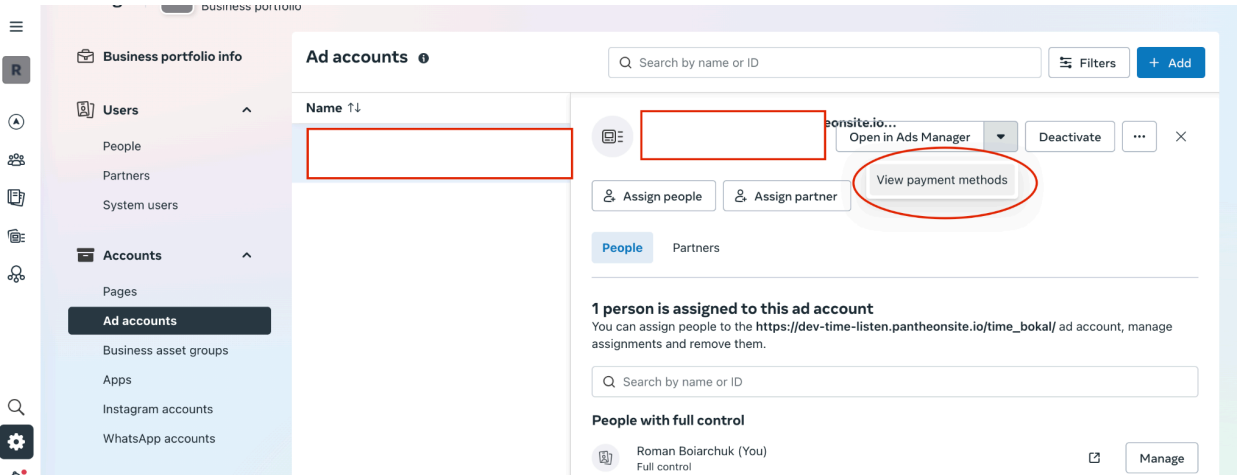 Business portfolio
R
Business portfolio info
Users
People
Partners
System users
Accounts
Pages
Ad accounts
Business asset groups
Apps
Instagram accounts
WhatsApp accounts
Ad accounts
Search by name or ID
Filters
+ Add
Name ↑↓
eonsite.io...
Open in Ads Manager
Deactivate
...
View payment methods
Assign people
Assign partner
People
Partners
1 person is assigned to this ad account
You can assign people to the https://dev-time-listen.pantheonsite.io/time_bokal/ ad account, manage
assignments and remove them.
Search by name or ID
People with full control
Roman Boiarchuk (You)
Full control
Manage